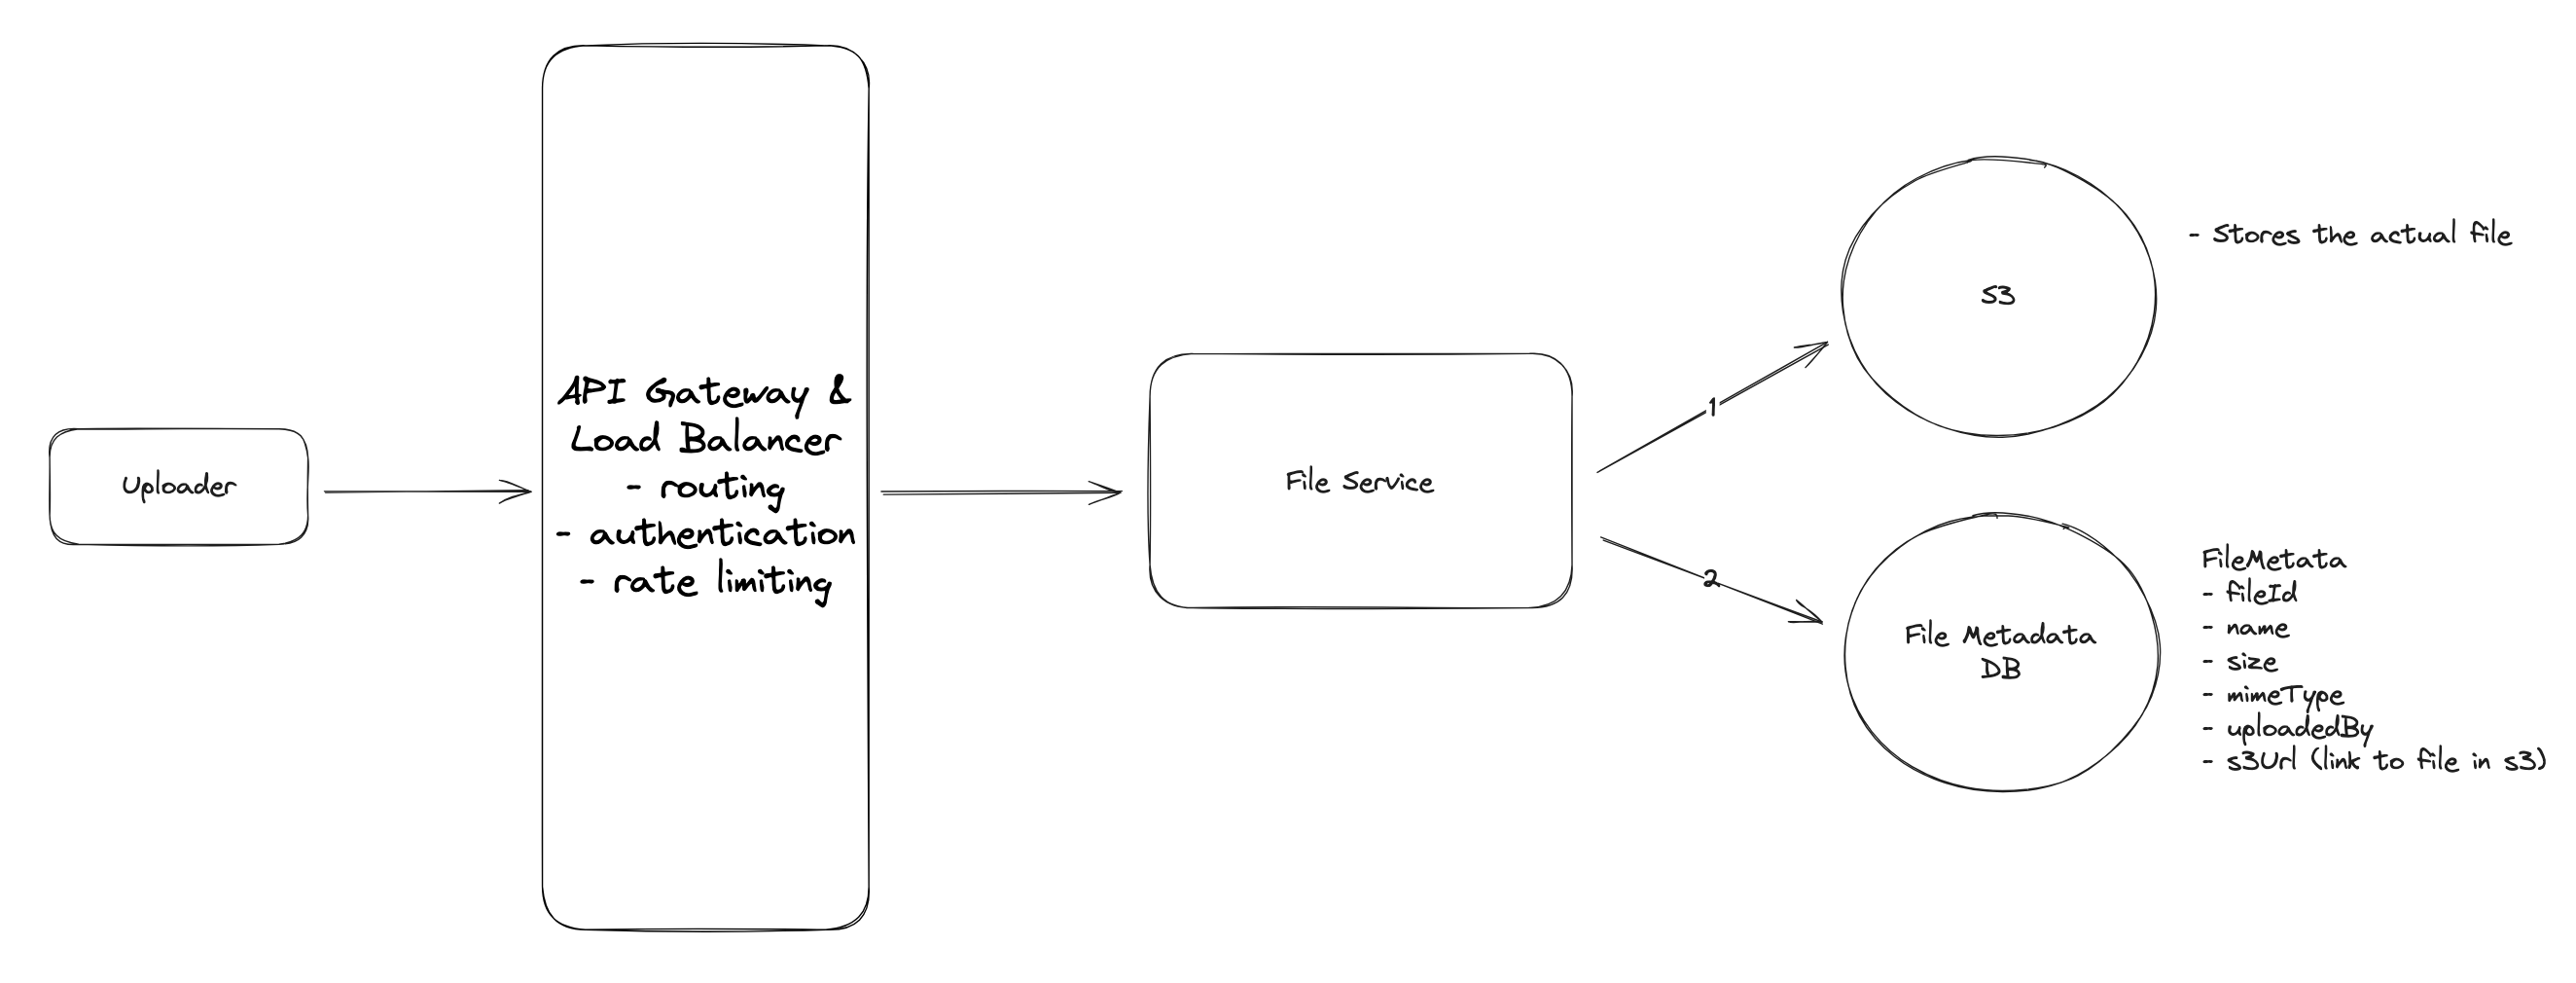 Uploader
API Gateway &
Load Balancer
- routing
- authentication
- rate limiting
File Service
1
2
S3
- Stores the actual file
File Metadata
DB
FileMetata
- fileId
- name
- size
- mimeType
- uploadedBy
- s3Url (link to file in s3)